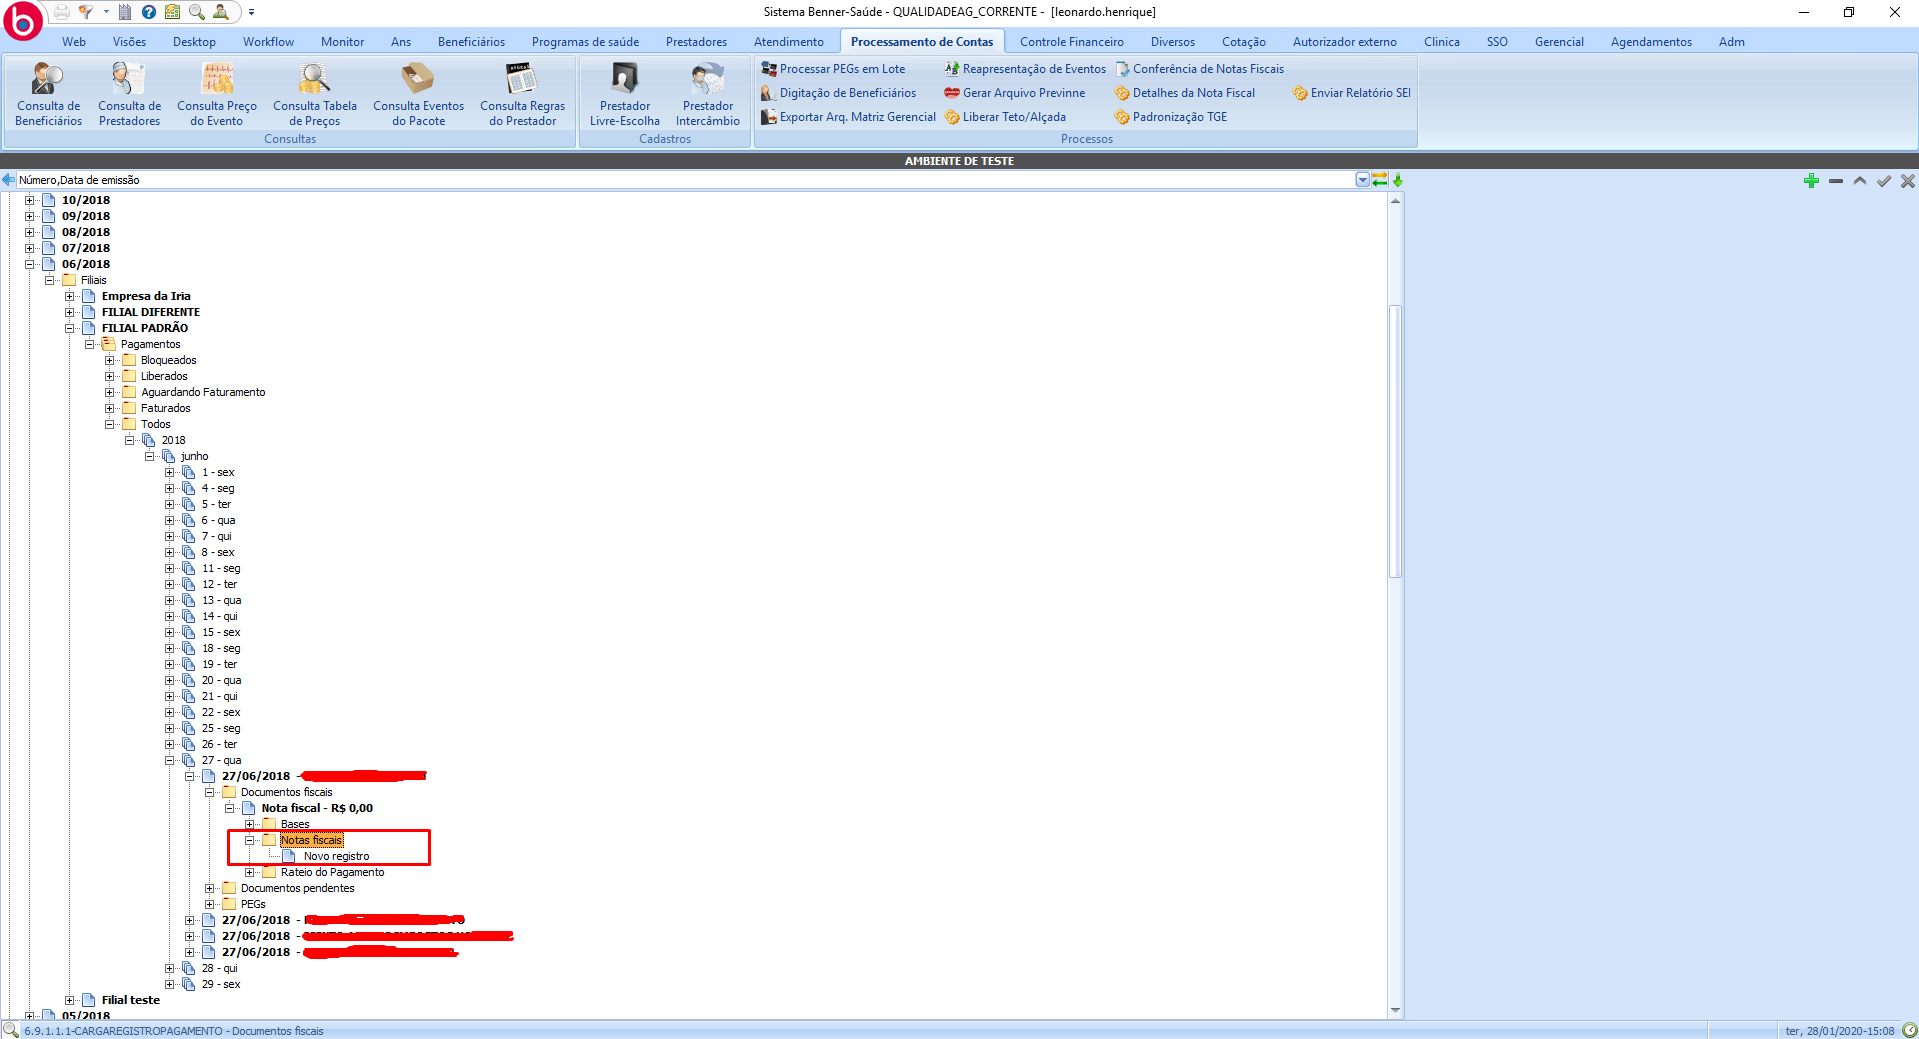 Sistema Benner-Saúde - QUALIDADEAG_CORRENTE - [leonardo.henrique]
Web Visões Desktop Workflow Monitor Ans Beneficiários Programas de saúde Prestadores Atendimento Processamento de Contas Controle Financeiro Diversos Cotação Autorizador externo Clinica SSO Gerencial Agendamentos Adm
Consulta de Beneficiários
Consulta de Prestadores
Consulta Preço do Evento
Consulta Tabela de Preços
Consulta Eventos do Pacote
Consulta Regras do Prestador
Consultas
Prestador Livre-Escolha
Prestador Intercâmbio
Cadastros
Processar PEGs em Lote
Reapresentação de Eventos
Conferência de Notas Fiscais
Digitação de Beneficiários
Gerar Arquivo Previnne
Detalhes da Nota Fiscal
Enviar Relatório SEI
Exportar Arq. Matriz Gerencial
Liberar Teto/Alçada
Padronização TGE
Processos
AMBIENTE DE TESTE
Número,Data de emissão
10/2018
09/2018
08/2018
07/2018
06/2018
Filiais
Empresa da Iria
FILIAL DIFERENTE
FILIAL PADRÃO
Pagamentos
Bloqueados
Liberados
Aguardando Faturamento
Faturados
Todos
2018
junho
1 - sex
4 - seg
5 - ter
6 - qua
7 - qui
8 - sex
11 - seg
12 - ter
13 - qua
14 - qui
15 - sex
18 - seg
19 - ter
20 - qua
21 - qui
22 - sex
25 - seg
26 - ter
27 - qua
27/06/2018 -
Documentos fiscais
Nota fiscal - R$ 0,00
Bases
Notas fiscais
Novo registro
Rateio do Pagamento
Documentos pendentes
PEGs
27/06/2018 -
27/06/2018 -
27/06/2018 -
28 - qui
29 - sex
Filial teste
05/2018
6.9.1.1.1-CARGAREGISTROPAGAMENTO - Documentos fiscais
ter, 28/01/2020-15:08